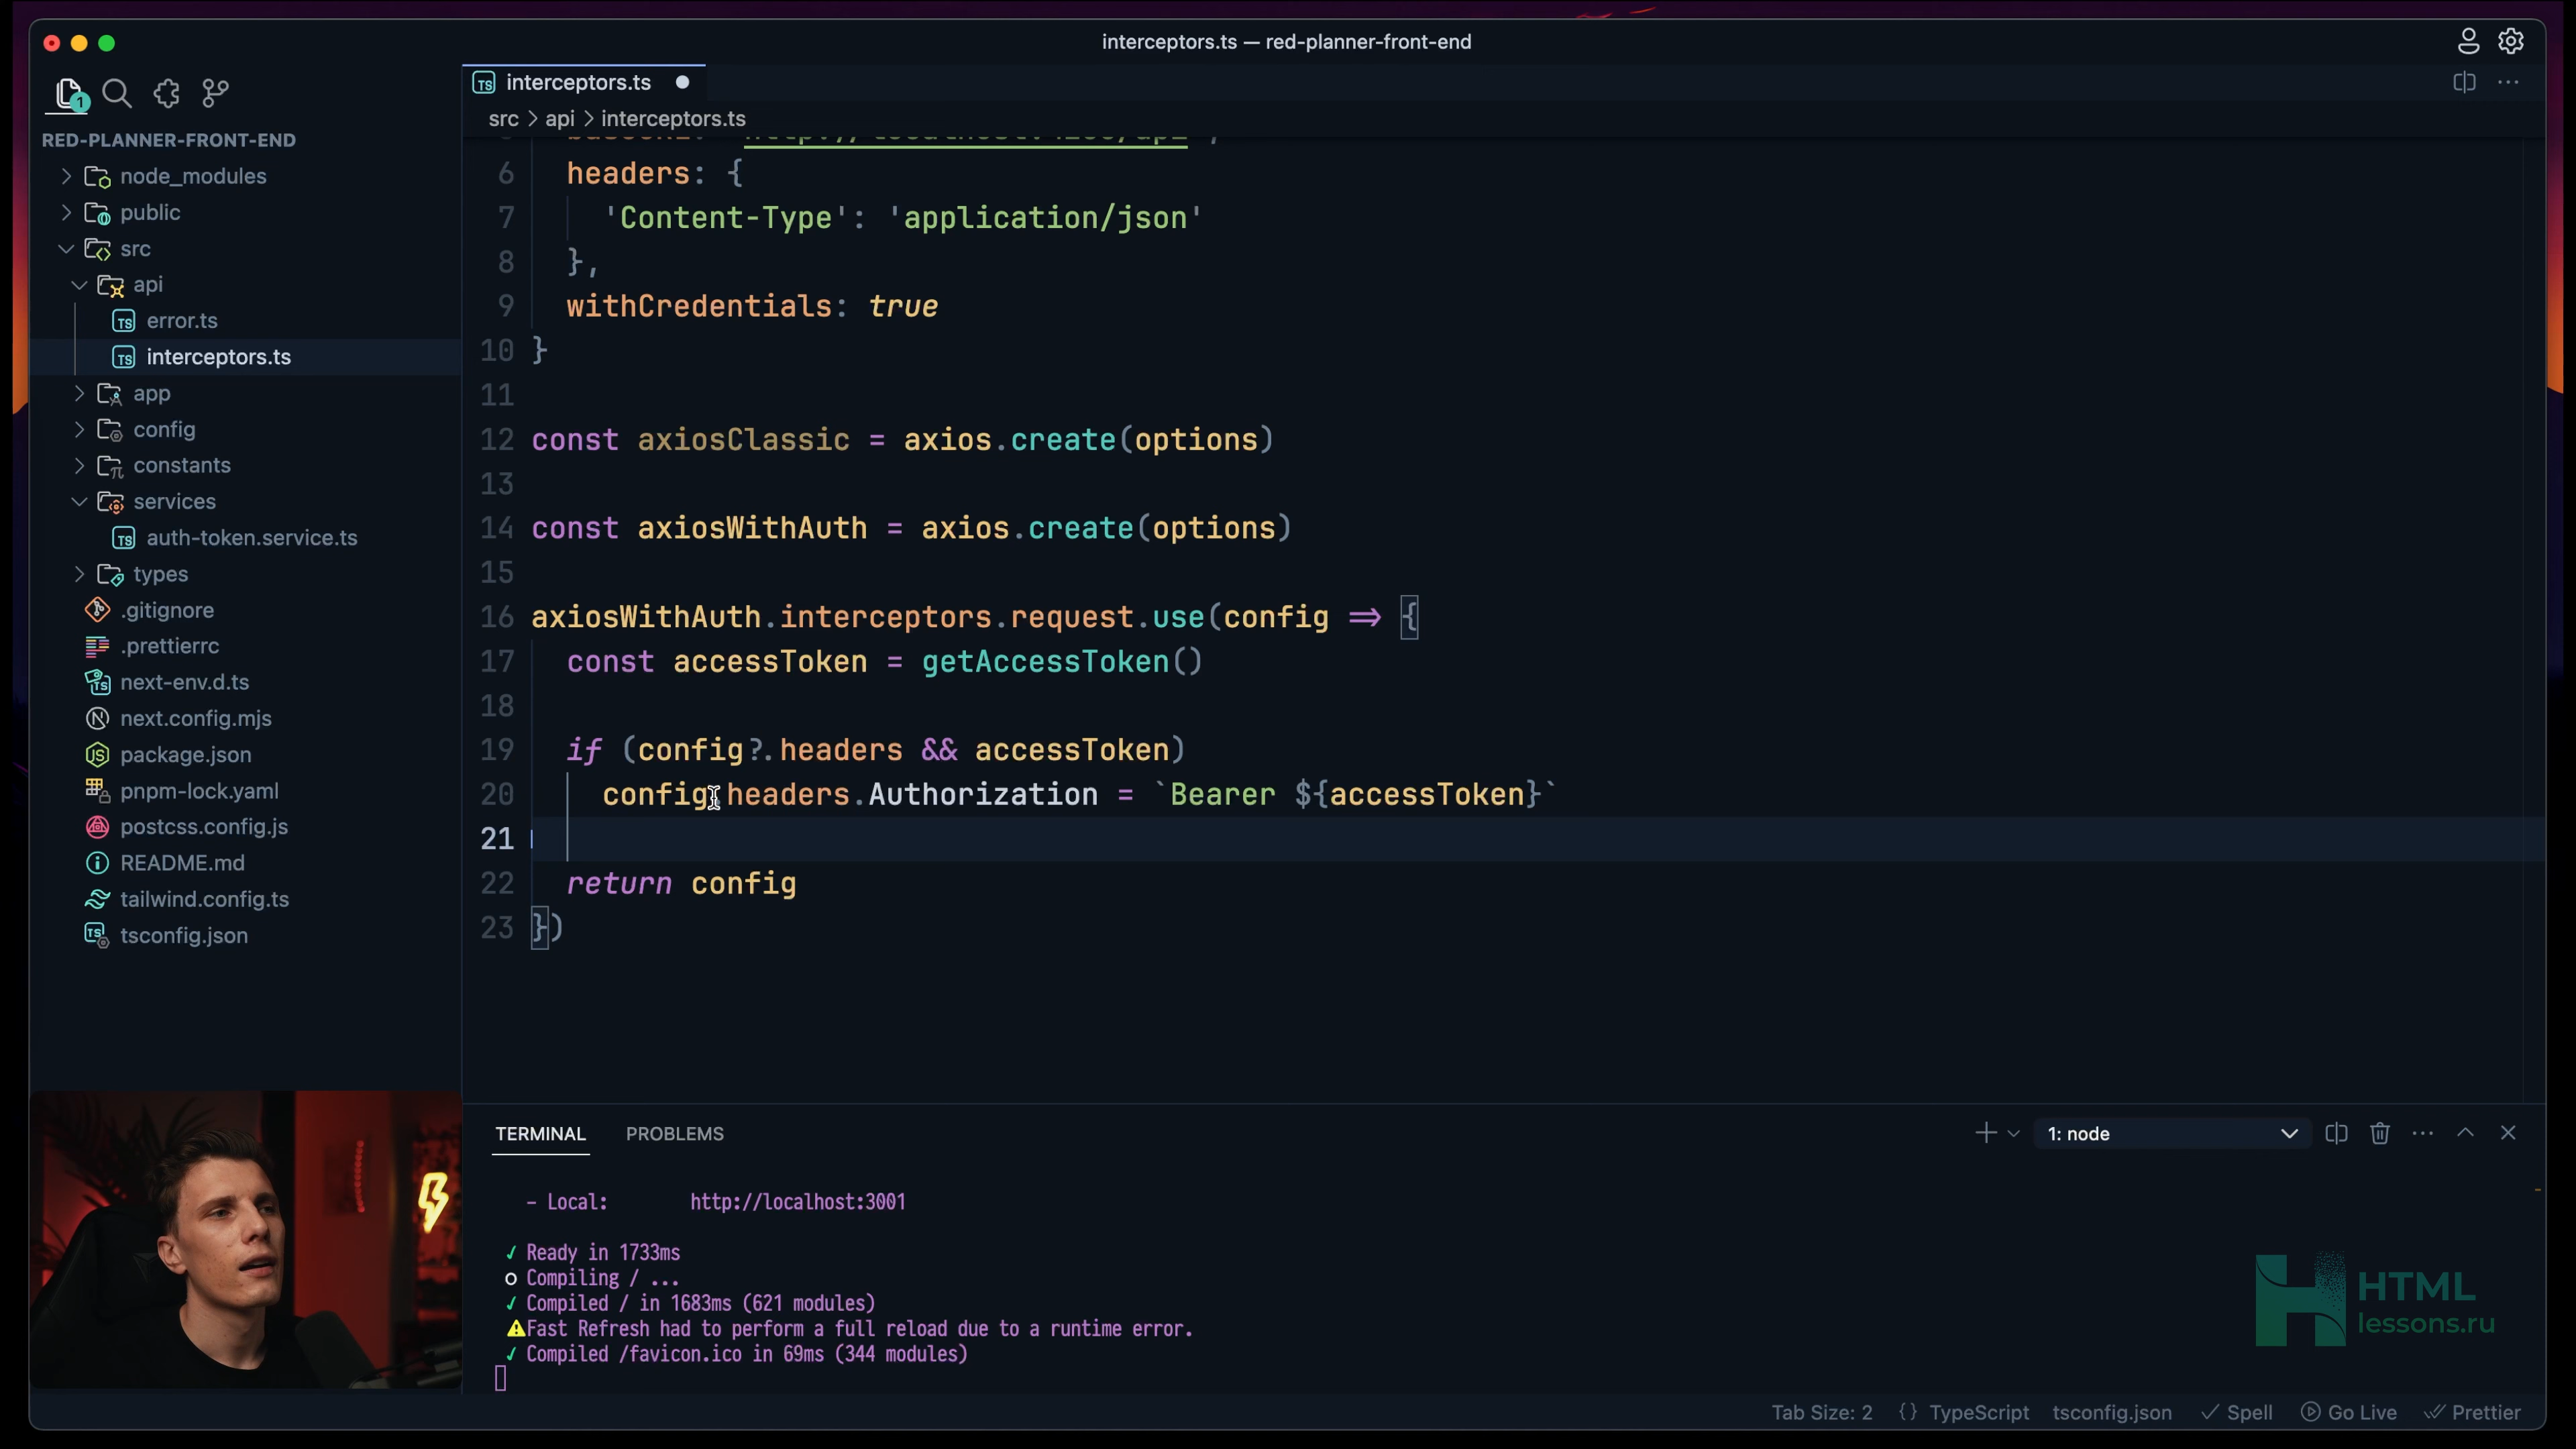 interceptors.ts — red-planner-front-end
1
RED-PLANNER-FRONT-END
node_modules
public
src
api
error.ts
interceptors.ts
app
config
constants
services
auth-token.service.ts
types
.gitignore
.prettierrc
next-env.d.ts
next.config.mjs
package.json
pnpm-lock.yaml
postcss.config.js
README.md
tailwind.config.ts
tsconfig.json
TS interceptors.ts
src > api > interceptors.ts
6 headers: {
7 'Content-Type': 'application/json'
8 },
9 withCredentials: true
10 }
11
12 const axiosClassic = axios.create(options)
13
14 const axiosWithAuth = axios.create(options)
15
16 axiosWithAuth.interceptors.request.use(config => {
17 const accessToken = getAccessToken()
18
19 if (config?.headers && accessToken)
20 config.headers.Authorization = `Bearer ${accessToken}`
21
22 return config
23 })
TERMINAL PROBLEMS
1: node
- Local: http://localhost:3001
✓ Ready in 1733ms
○ Compiling / ...
✓ Compiled / in 1683ms (621 modules)
⚠Fast Refresh had to perform a full reload due to a runtime error.
✓ Compiled /favicon.ico in 69ms (344 modules)
HTML
lessons.ru
Tab Size: 2 {} TypeScript tsconfig.json ✓ Spell Go Live Prettier